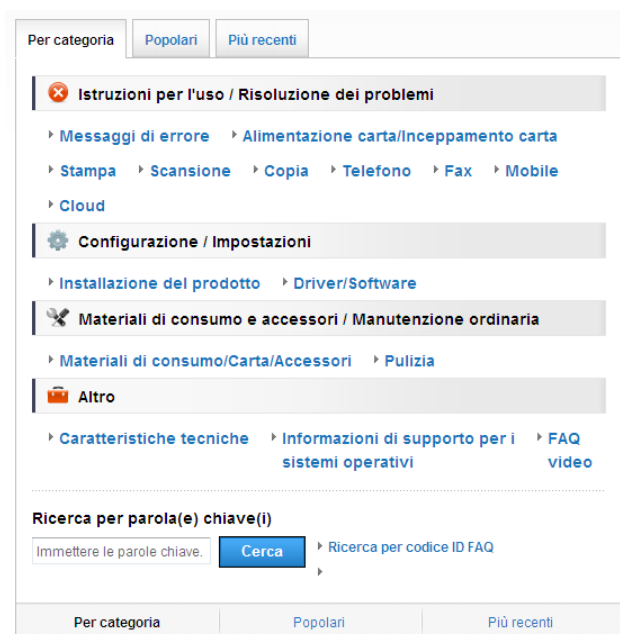 Per categoria Popolari Più recenti
Istruzioni per l'uso / Risoluzione dei problemi
Messaggi di errore Alimentazione carta/Inceppamento carta
Stampa Scansione Copia Telefono Fax Mobile
Cloud
Configurazione / Impostazioni
Installazione del prodotto Driver/Software
Materiali di consumo e accessori / Manutenzione ordinaria
Materiali di consumo/Carta/Accessori Pulizia
Altro
Caratteristiche tecniche Informazioni di supporto per i FAQ
sistemi operativi video
Ricerca per parola(e) chiave(i)
Immettere le parole chiave. Cerca Ricerca per codice ID FAQ
Per categoria Popolari Più recenti